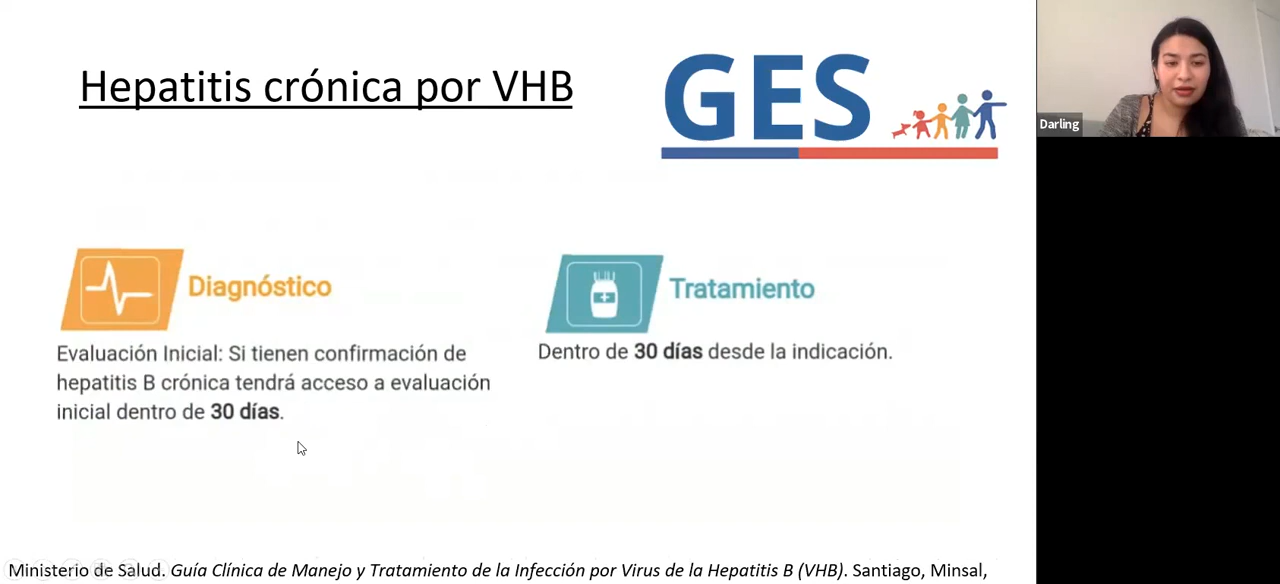 Hepatitis crónica por VHB
GES
Darling
Diagnóstico
Evaluación Inicial: Si tienen confirmación de
hepatitis B crónica tendrá acceso a evaluación
inicial dentro de 30 días.
Tratamiento
Dentro de 30 días desde la indicación.
Ministerio de Salud. Guía Clínica de Manejo y Tratamiento de la Infección por Virus de la Hepatitis B (VHB). Santiago, Minsal,